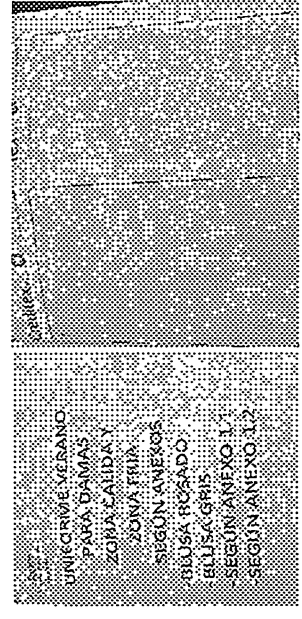 UNIFORME VERANO
PARA DAMAS
ZONA CALIDA Y
ZONA FRIA
SEGÚN ANEXOS
-BLUSA ROSADO
-BLUSA GRIS
-SEGÚN ANEXO 1.1
SEGÚN ANEXO 1.2